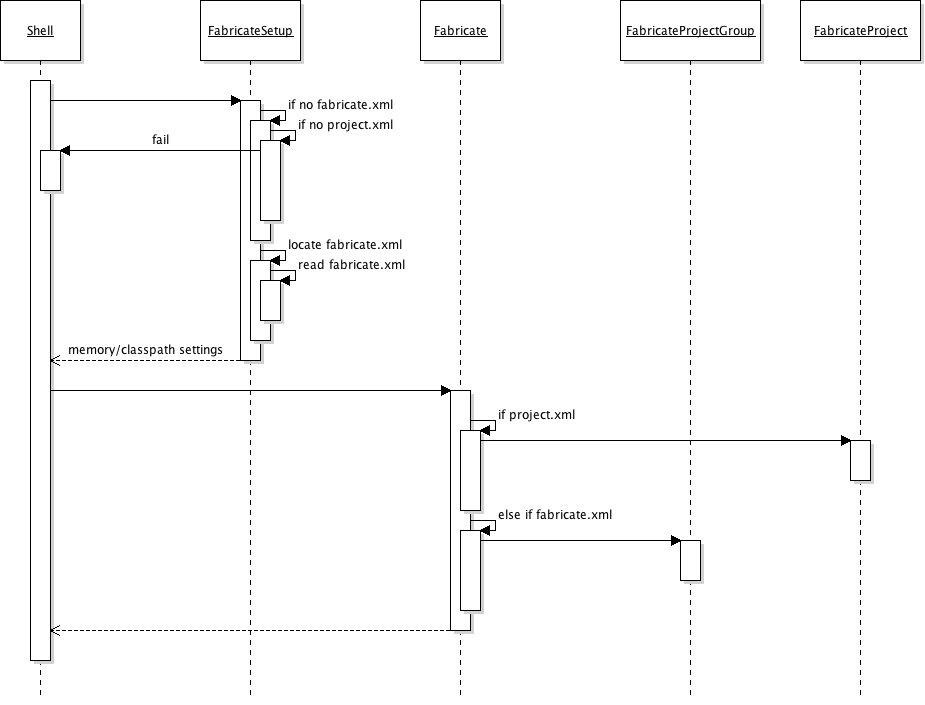 Shell
FabricateSetup
Fabricate
FabricateProjectGroup
FabricateProject
if no fabricate.xml
if no project.xml
fail
locate fabricate.xml
read fabricate.xml
memory/classpath settings
if project.xml
else if fabricate.xml